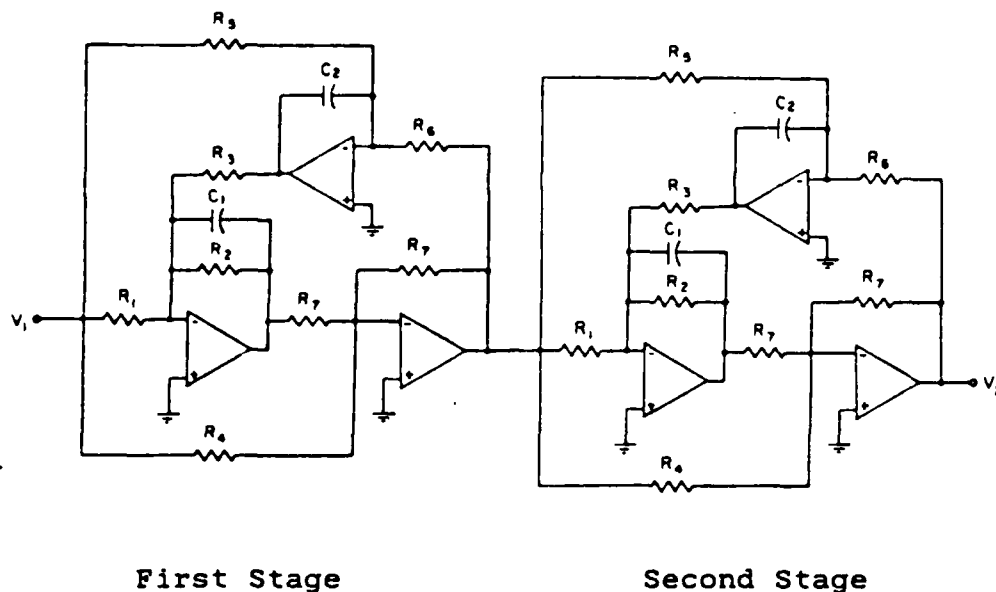 R5
C2
R6
R3
C1
R2
R7
R1
R7
V1
R4
R5
C2
R6
R3
C1
R2
R7
R1
R7
R4
First Stage
Second Stage